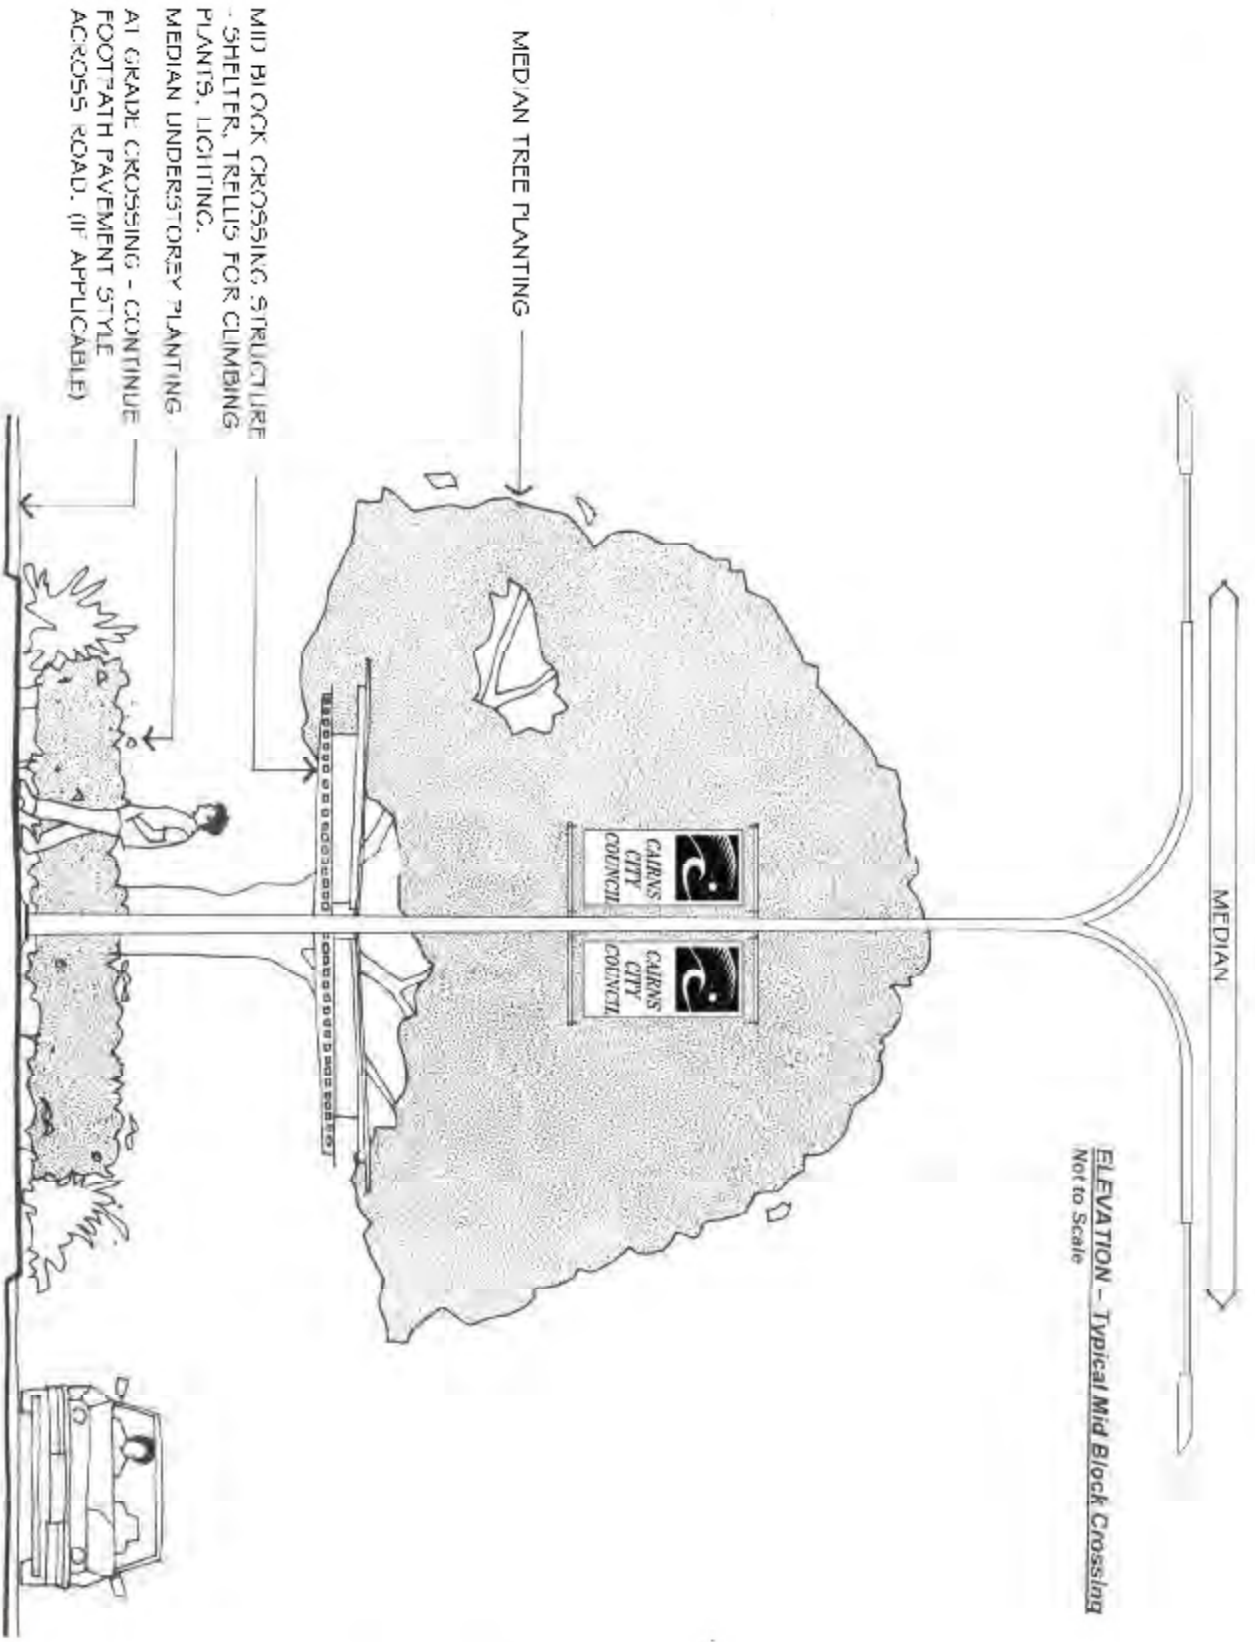 MEDIAN
ELEVATION – Typical Mid Block Crossing
Not to Scale
MEDIAN TREE PLANTING
CAIRNS
CITY
COUNCIL
CAIRNS
CITY
COUNCIL
MID BLOCK CROSSING STRUCTURE
- SHELTER, TRELLIS FOR CLIMBING
PLANTS, LIGHTING.
MEDIAN UNDERSTOREY PLANTING
AT GRADE CROSSING - CONTINUE
FOOTPATH PAVEMENT STYLE
ACROSS ROAD. (IF APPLICABLE)